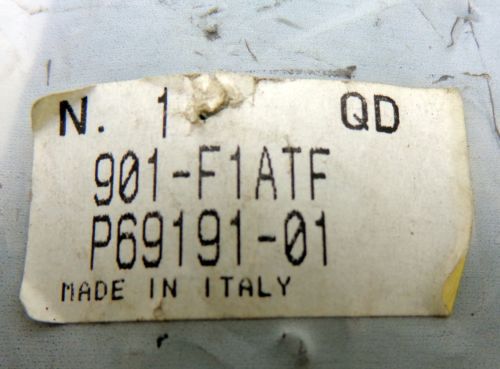 N. 1 QD
901-F1ATF
P69191-01
MADE IN ITALY